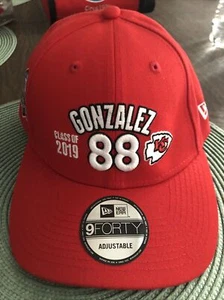 GONZALEZ
CLASS OF
2019
88
KC
NEW ERA
9FORTY
ADJUSTABLE